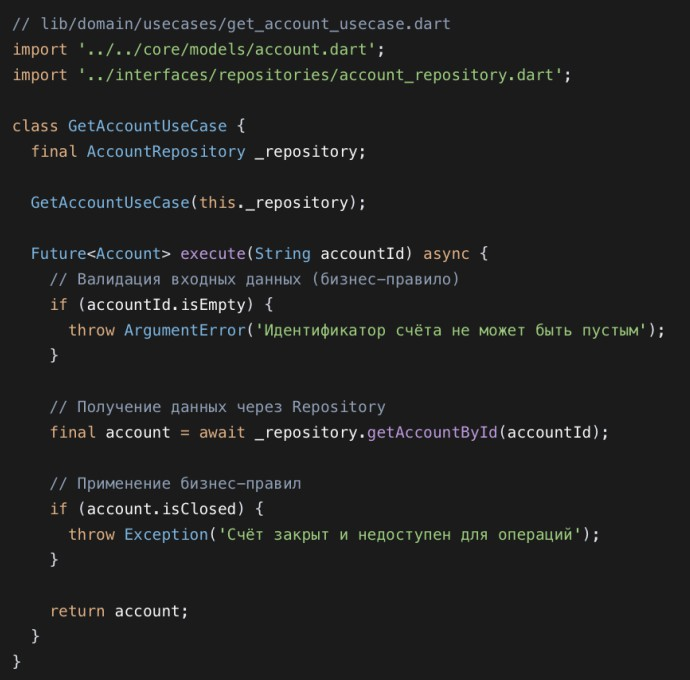 // lib/domain/usecases/get_account_usecase.dart
import '../../core/models/account.dart';
import '../interfaces/repositories/account_repository.dart';
class GetAccountUseCase {
final AccountRepository _repository;
GetAccountUseCase(this._repository);
Future<Account> execute(String accountId) async {
// Валидация входных данных (бизнес-правило)
if (accountId.isEmpty) {
throw ArgumentError('Идентификатор счёта не может быть пустым');
}
// Получение данных через Repository
final account = await _repository.getAccountById(accountId);
// Применение бизнес-правил
if (account.isClosed) {
throw Exception('Счёт закрыт и недоступен для операций');
}
return account;
}
}